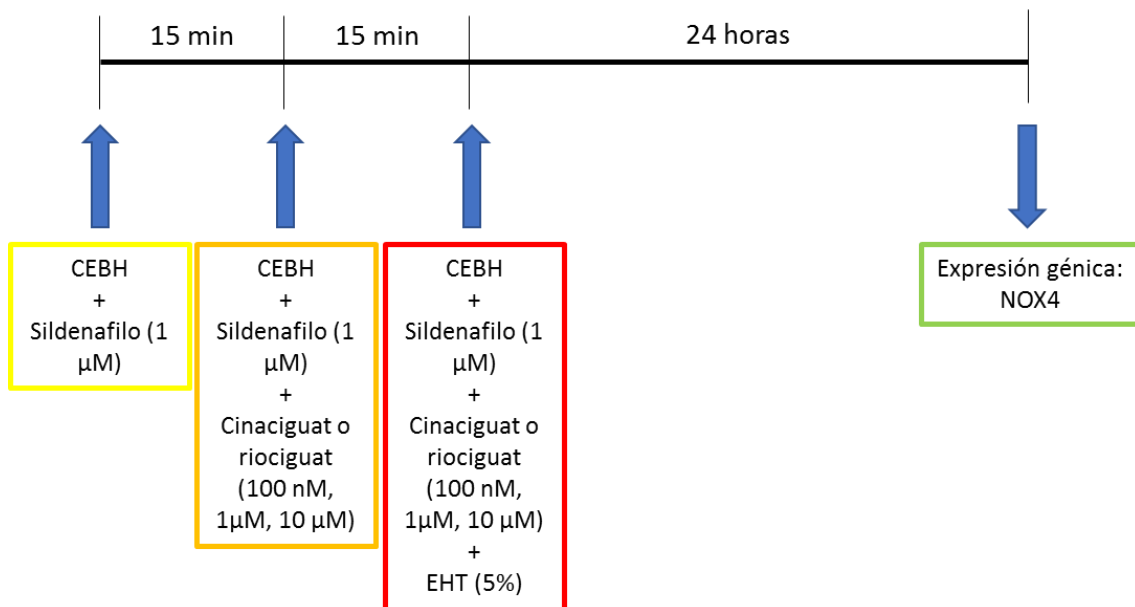 15 min
15 min
24 horas
CEBH
+
Sildenafilo (1
µM)
CEBH
+
Sildenafilo (1
µM)
+
Cinaciguat o
riociguat
(100 nM,
1µM, 10 µM)
CEBH
+
Sildenafilo (1
µM)
+
Cinaciguat o
riociguat
(100 nM,
1µM, 10 µM)
+
EHT (5%)
Expresión génica:
NOX4